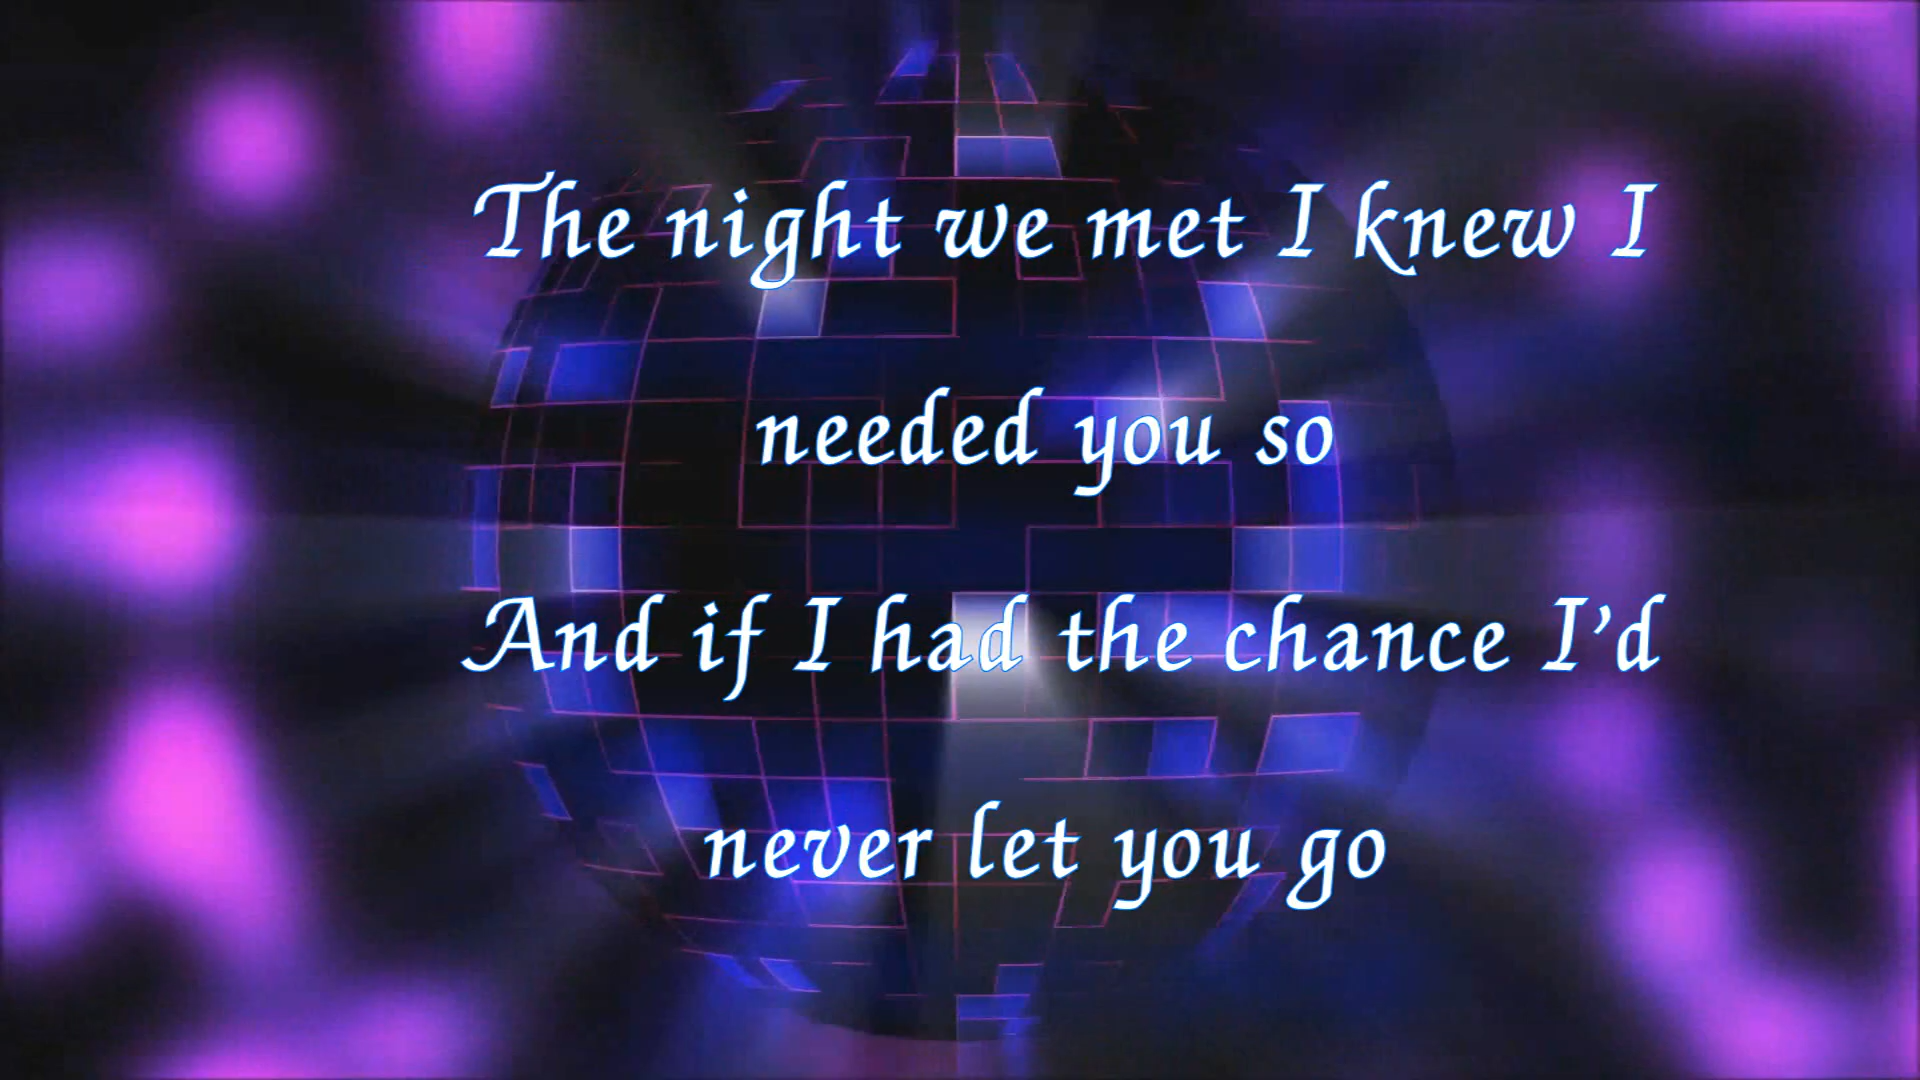 The night we met I knew I
needed you so
And if I had the chance I’d
never let you go